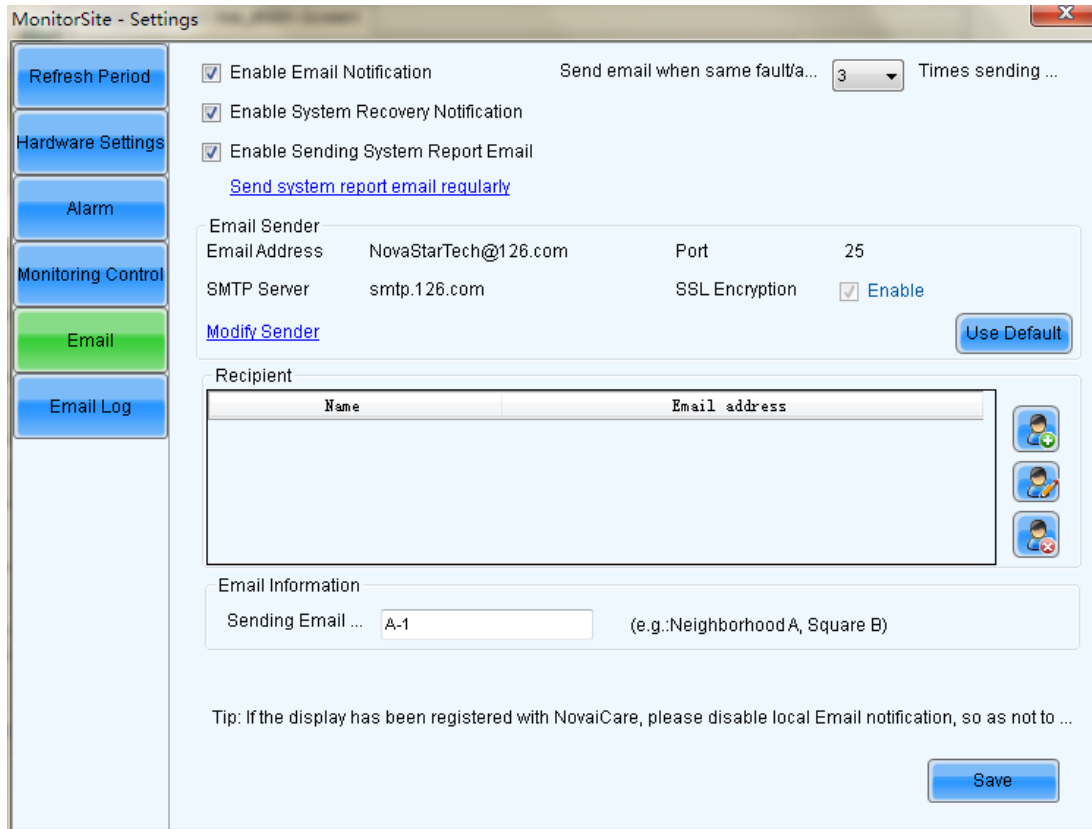 MonitorSite - Settings
x
Refresh Period
Hardware Settings
Alarm
Monitoring Control
Email
Email Log
Enable Email Notification Send email when same fault/a... 3 Times sending ...
Enable System Recovery Notification
Enable Sending System Report Email
Send system report email regularly
Email Sender
Email Address NovaStarTech@126.com Port 25
SMTP Server smtp.126.com SSL Encryption Enable
Modify Sender Use Default
Recipient
Name Email address
Email Information
Sending Email ... A-1 (e.g.:Neighborhood A, Square B)
Tip: If the display has been registered with NovaiCare, please disable local Email notification, so as not to ...
Save